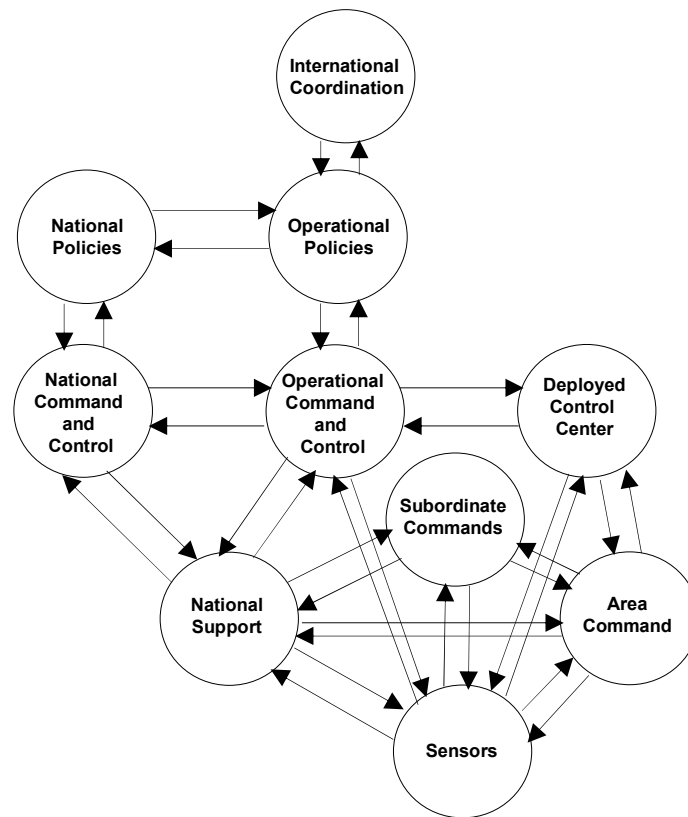 International
Coordination
National
Policies
Operational
Policies
National
Command
and
Control
Operational
Command
and
Control
Deployed
Control
Center
Subordinate
Commands
National
Support
Area
Command
Sensors